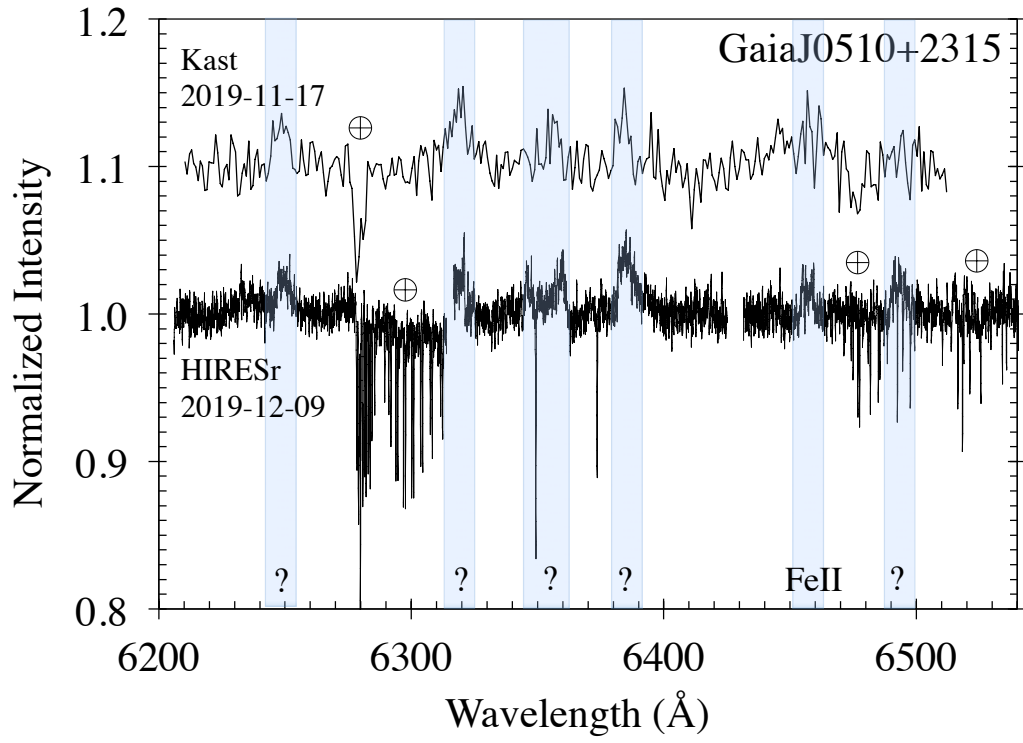 1.2
GaiaJ0510+2315
Kast
2019-11-17
1.1
Normalized Intensity
1.0
HIRESr
2019-12-09
0.9
? ? ? ? FeII ?
0.8
6200 6300 6400 6500
Wavelength (Å)